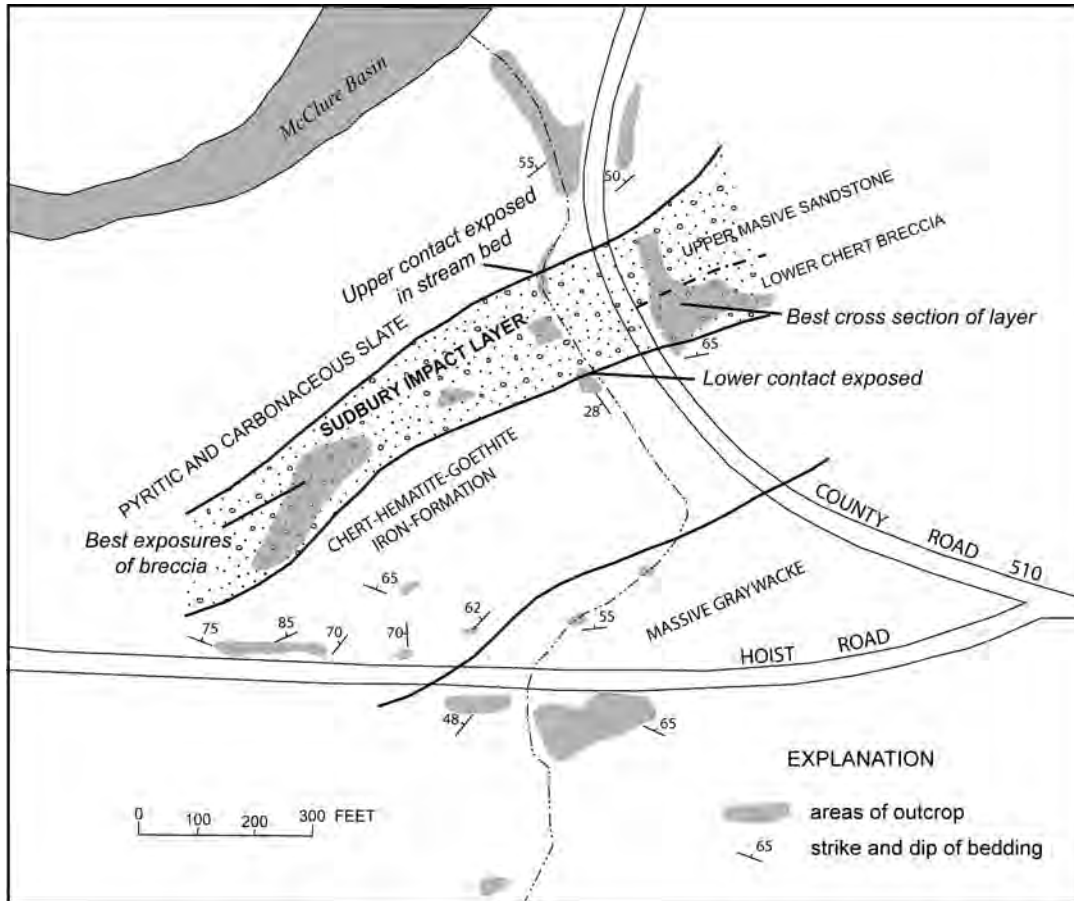 McClure Basin
55
50
Upper contact exposed
in stream bed
UPPER MASIVE SANDSTONE
LOWER CHERT BRECCIA
Best cross section of layer
65
Lower contact exposed
28
PYRITIC AND CARBONACEOUS SLATE
SUDBURY IMPACT LAYER
Best exposures
of breccia
CHERT-HEMATITE-GOETHITE
IRON-FORMATION
COUNTY ROAD 510
65
62
55
MASSIVE GRAYWACKE
75
85
70
70
HOIST ROAD
48
65
EXPLANATION
areas of outcrop
65
strike and dip of bedding
0 100 200 300 FEET